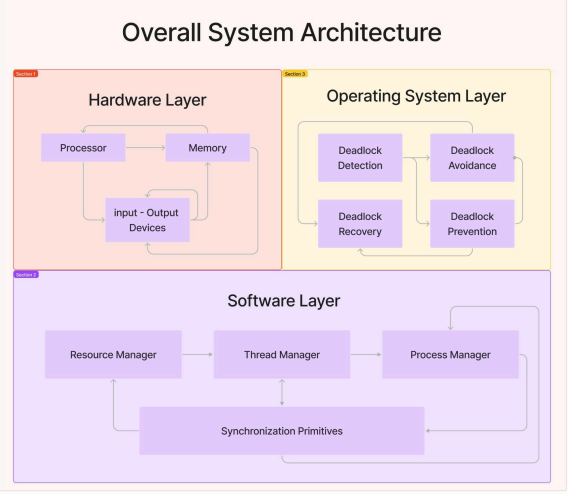 Overall System Architecture
Section 1
Section 3
Hardware Layer
Operating System Layer
Processor
Memory
Deadlock
Detection
Deadlock
Avoidance
input - Output
Devices
Deadlock
Recovery
Deadlock
Prevention
Section 2
Software Layer
Resource Manager
Thread Manager
Process Manager
Synchronization Primitives